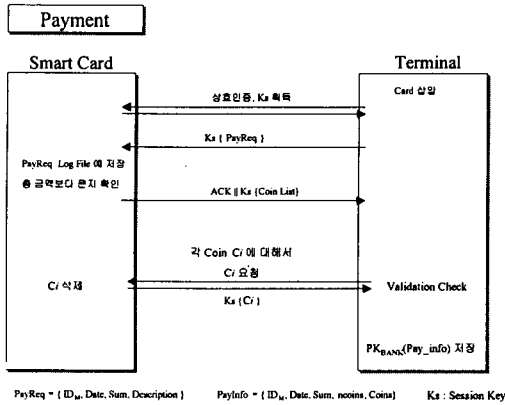 Payment
Smart Card
Terminal
Card 삽입
상호인증, Ks 획득
Ks { PayReq }
PayReq Log File 에 저장
총 금액보다 큰지 확인
ACK || Ks {Coin List}
각 Coin Ci 에 대해서
Ci 요청
Ci 삭제
Validation Check
Ks {Ci }
PK_BANK(Pay_info) 저장
PayReq = { ID_M, Date, Sum, Description }
PayInfo = { ID_M, Date, Sum, ncoins, Coins}
Ks : Session Key